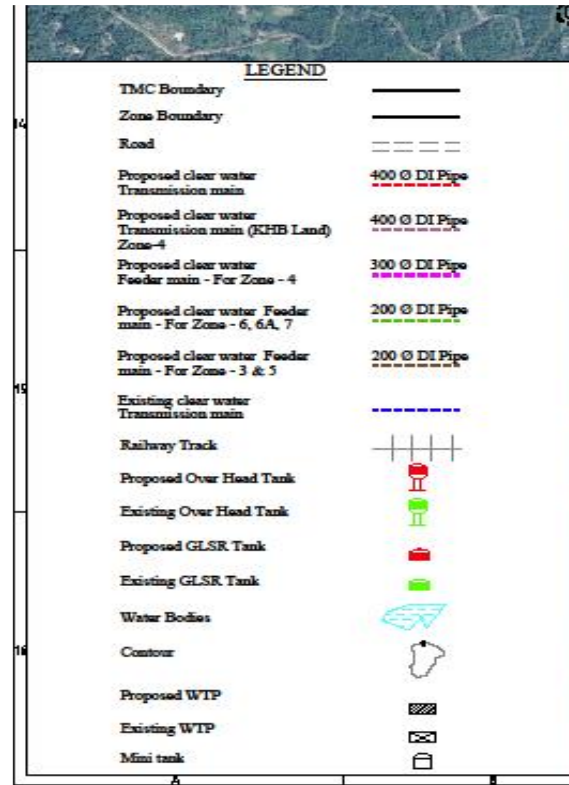 LEGEND
TMC Boundary
14
Zone Boundary
Road
Proposed clear water
Transmission main
400 Ø DI Pipe
Proposed clear water
Transmission main (KHB Land)
Zone-4
400 Ø DI Pipe
Proposed clear water
Feeder main - For Zone - 4
300 Ø DI Pipe
Proposed clear water Feeder
main - For Zone - 6, 6A, 7
200 Ø DI Pipe
Proposed clear water Feeder
main - For Zone - 3 & 5
200 Ø DI Pipe
15
Existing clear water
Transmission main
Railway Track
Proposed Over Head Tank
Existing Over Head Tank
Proposed GLSR Tank
Existing GLSR Tank
Water Bodies
16
Contour
Proposed WTP
Existing WTP
Mini tank
A
B